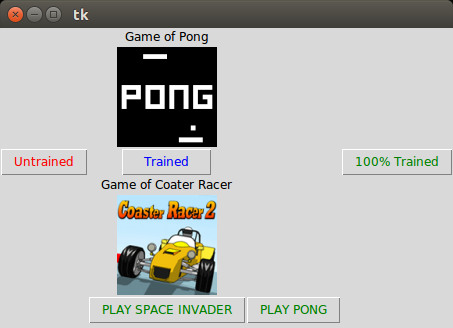 tk
Game of Pong
PONG
Untrained Trained 100% Trained
Game of Coater Racer
Coaster Racer 2
PLAY SPACE INVADER PLAY PONG